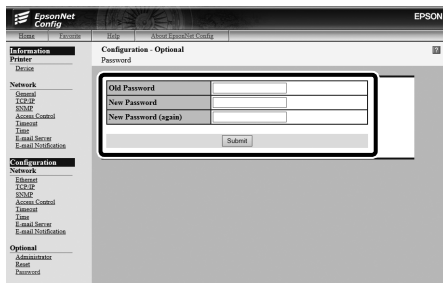 EpsonNet
Config
EPSON
Home Favorite Help About EpsonNet Config
Information
Printer
Device
Network
General
TCP/IP
SNMP
Access Control
Timeout
Time
E-mail Server
E-mail Notification
Configuration
Network
Ethernet
TCP/IP
SNMP
Access Control
Timeout
Time
E-mail Server
E-mail Notification
Optional
Administrator
Reset
Password
Configuration - Optional
?
Password
Old Password
New Password
New Password (again)
Submit